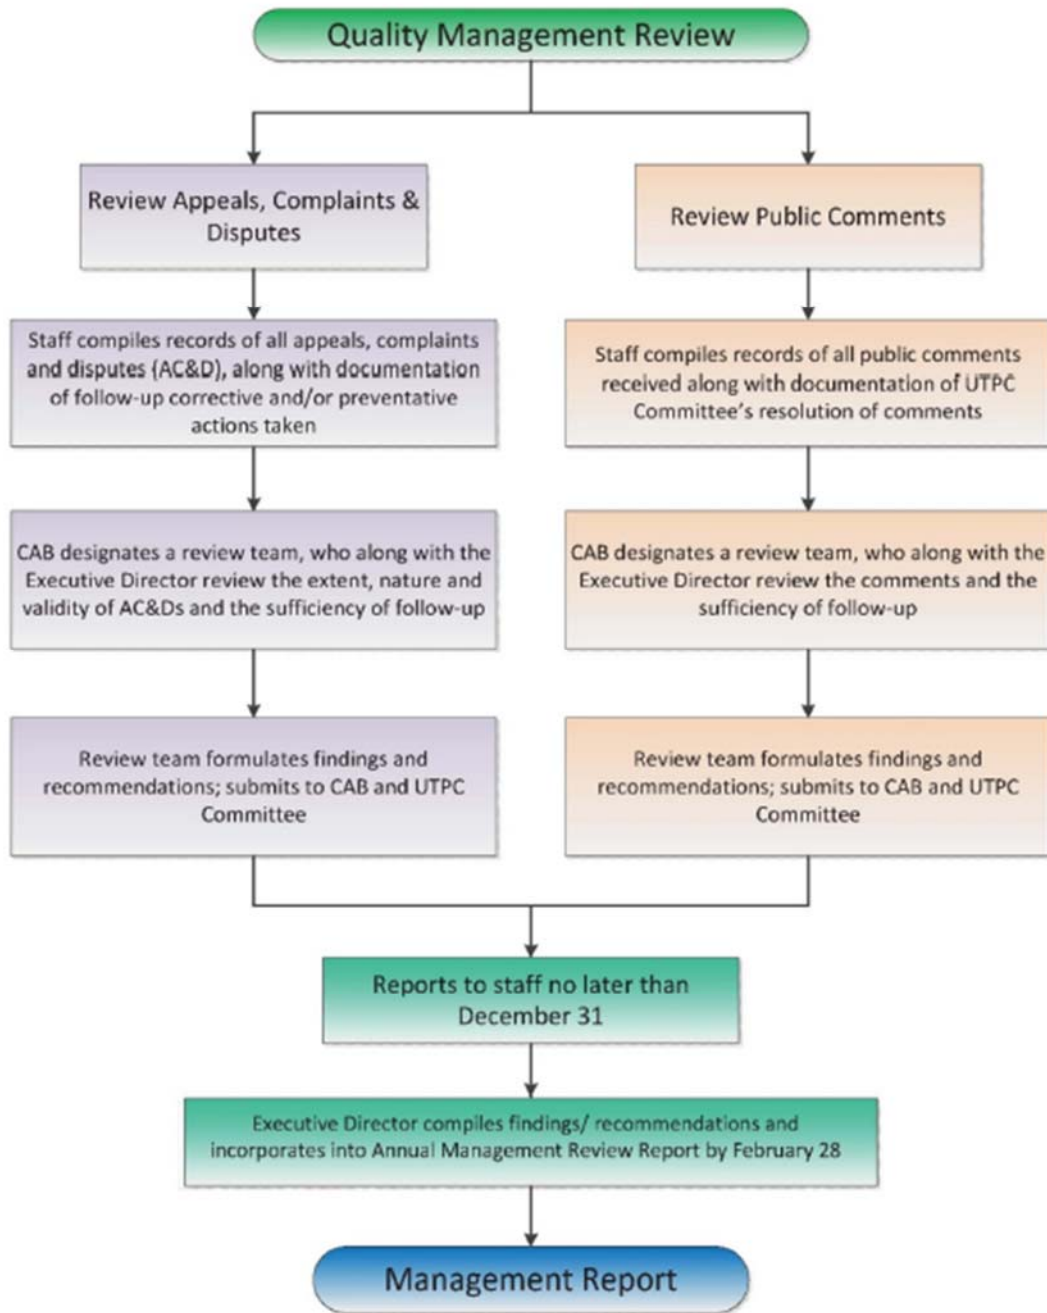 Quality Management Review
Review Appeals, Complaints &
Disputes
Review Public Comments
Staff compiles records of all appeals, complaints
and disputes (AC&D), along with documentation
of follow-up corrective and/or preventative
actions taken
Staff compiles records of all public comments
received along with documentation of UTPC
Committee's resolution of comments
CAB designates a review team, who along with the
Executive Director review the extent, nature and
validity of AC&Ds and the sufficiency of follow-up
CAB designates a review team, who along with the
Executive Director review the comments and the
sufficiency of follow-up
Review team formulates findings and
recommendations; submits to CAB and UTPC
Committee
Review team formulates findings and
recommendations; submits to CAB and UTPC
Committee
Reports to staff no later than
December 31
Executive Director compiles findings/ recommendations and
incorporates into Annual Management Review Report by February 28
Management Report